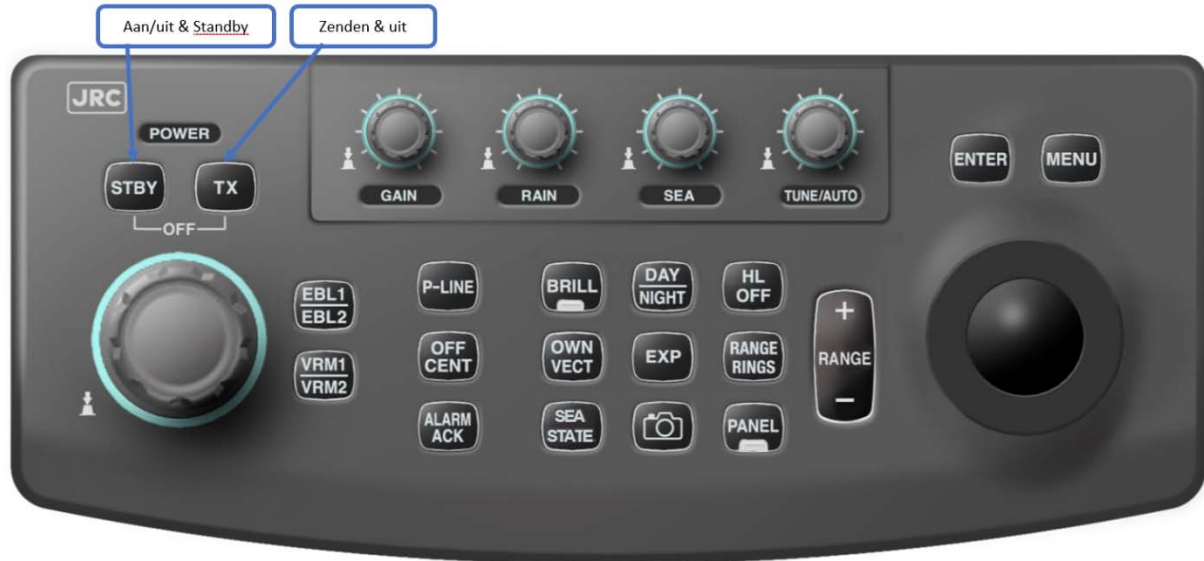 Aan/uit & Standby
Zenden & uit
JRC
POWER
STBY
TX
OFF
GAIN
RAIN
SEA
TUNE/AUTO
ENTER
MENU
EBL1
EBL2
VRM1
VRM2
P-LINE
BRILL
DAY
NIGHT
HL
OFF
OFF
CENT
OWN
VECT
EXP
RANGE
RINGS
ALARM
ACK
SEA
STATE
PANEL
+
RANGE
-